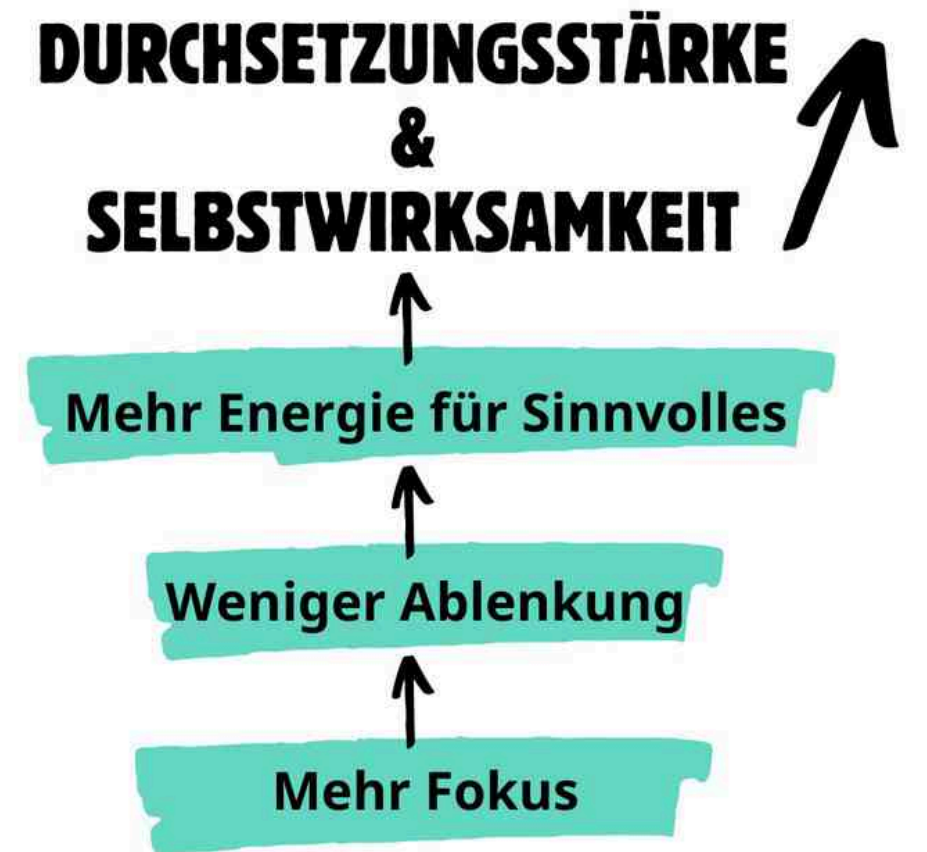 DURCHSETZUNGSSTÄRKE
&
SELBSTWIRKSAMKEIT
Mehr Energie für Sinnvolles
Weniger Ablenkung
Mehr Fokus